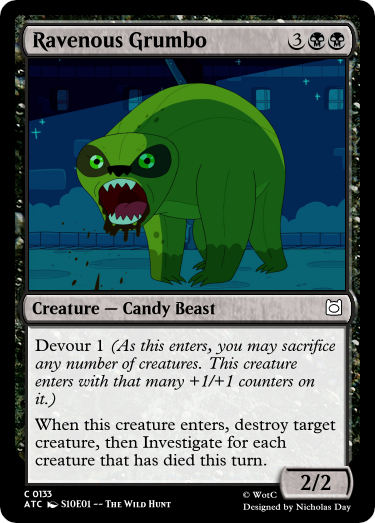 Ravenous Grumbo 3
Creature — Candy Beast
Devour 1 (As this enters, you may sacrifice
any number of creatures. This creature
enters with that many +1/+1 counters on
it.)
When this creature enters, destroy target
creature, then Investigate for each
creature that has died this turn.
2/2
C 0133
ATC S10E01 -- The Wild Hunt
© WotC
Designed by Nicholas Day